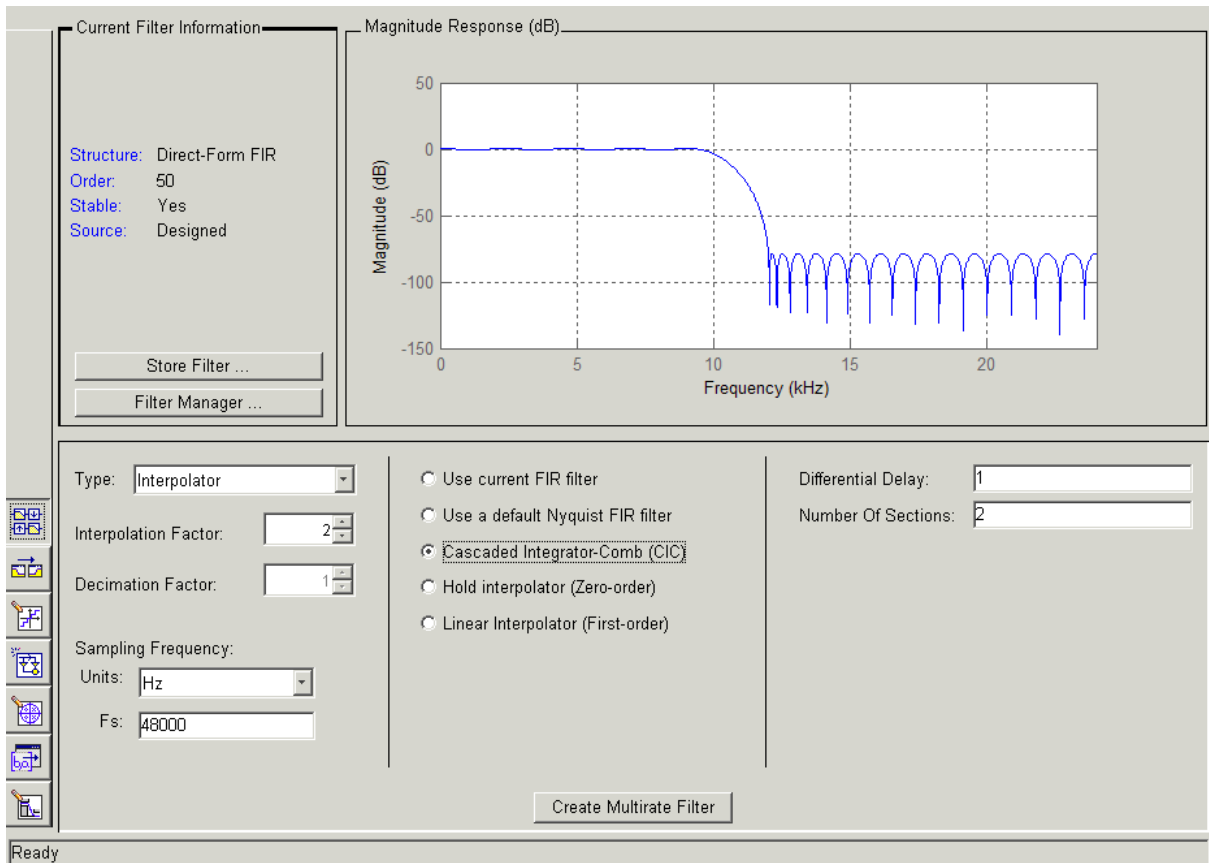 Current Filter Information
Structure: Direct-Form FIR
Order: 50
Stable: Yes
Source: Designed
Store Filter ...
Filter Manager ...
Magnitude Response (dB)
50
0
-50
-100
-150
Magnitude (dB)
0 5 10 15 20
Frequency (kHz)
Type: Interpolator
Interpolation Factor: 2
Decimation Factor: 1
Sampling Frequency:
Units: Hz
Fs: 48000
Use current FIR filter
Use a default Nyquist FIR filter
Cascaded Integrator-Comb (CIC)
Hold interpolator (Zero-order)
Linear Interpolator (First-order)
Differential Delay: 1
Number Of Sections: 2
Create Multirate Filter
Ready